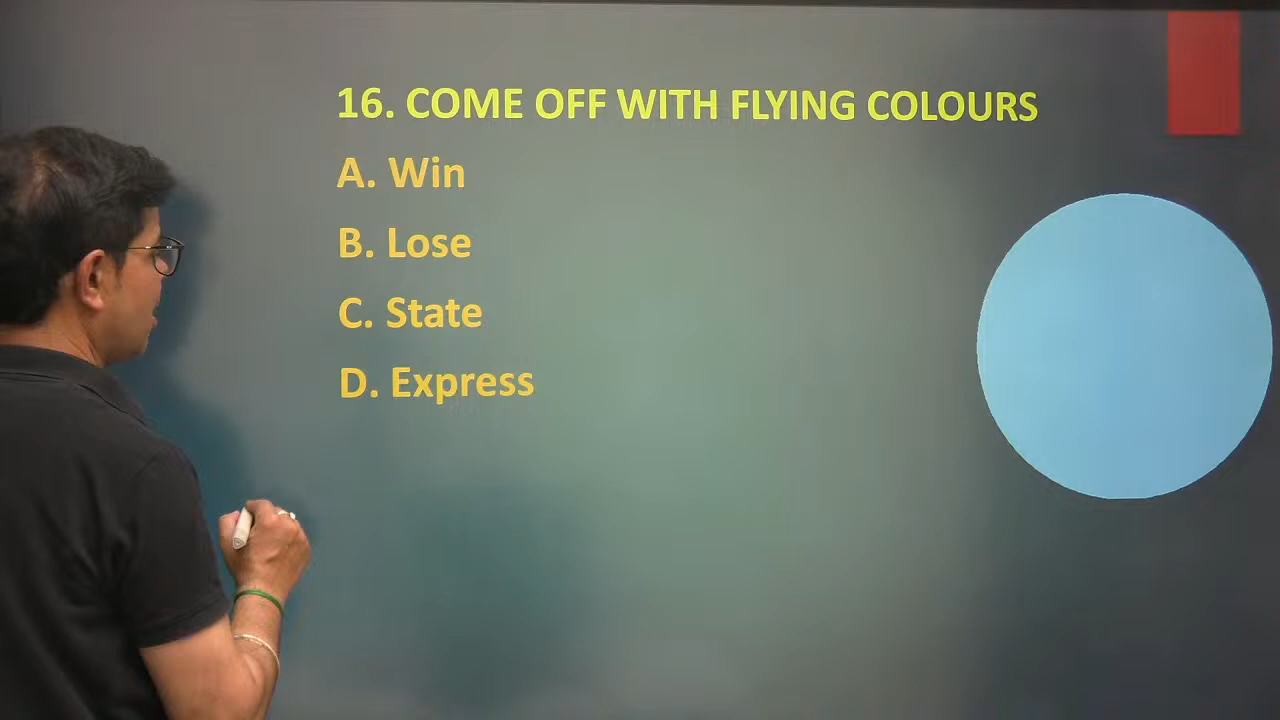 16. COME OFF WITH FLYING COLOURS
A. Win
B. Lose
C. State
D. Express